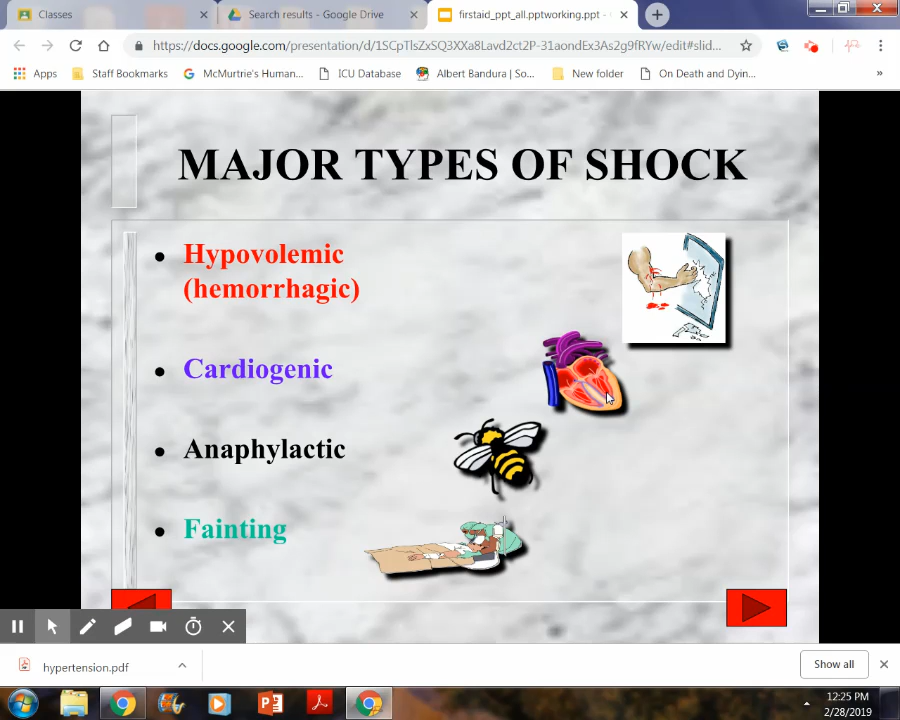 Classes
Search results - Google Drive
firstaid_ppt_all.pptworking.ppt -
https://docs.google.com/presentation/d/1SCpTlsZxSQ3XXa8Lavd2ct2P-31aondEx3As2g9fRYw/edit#slid...
Apps
Staff Bookmarks
McMurtrie's Human...
ICU Database
Albert Bandura | So...
New folder
On Death and Dyin...
»
MAJOR TYPES OF SHOCK
• Hypovolemic
(hemorrhagic)
• Cardiogenic
• Anaphylactic
• Fainting
hypertension.pdf
Show all
12:25 PM
2/28/2019